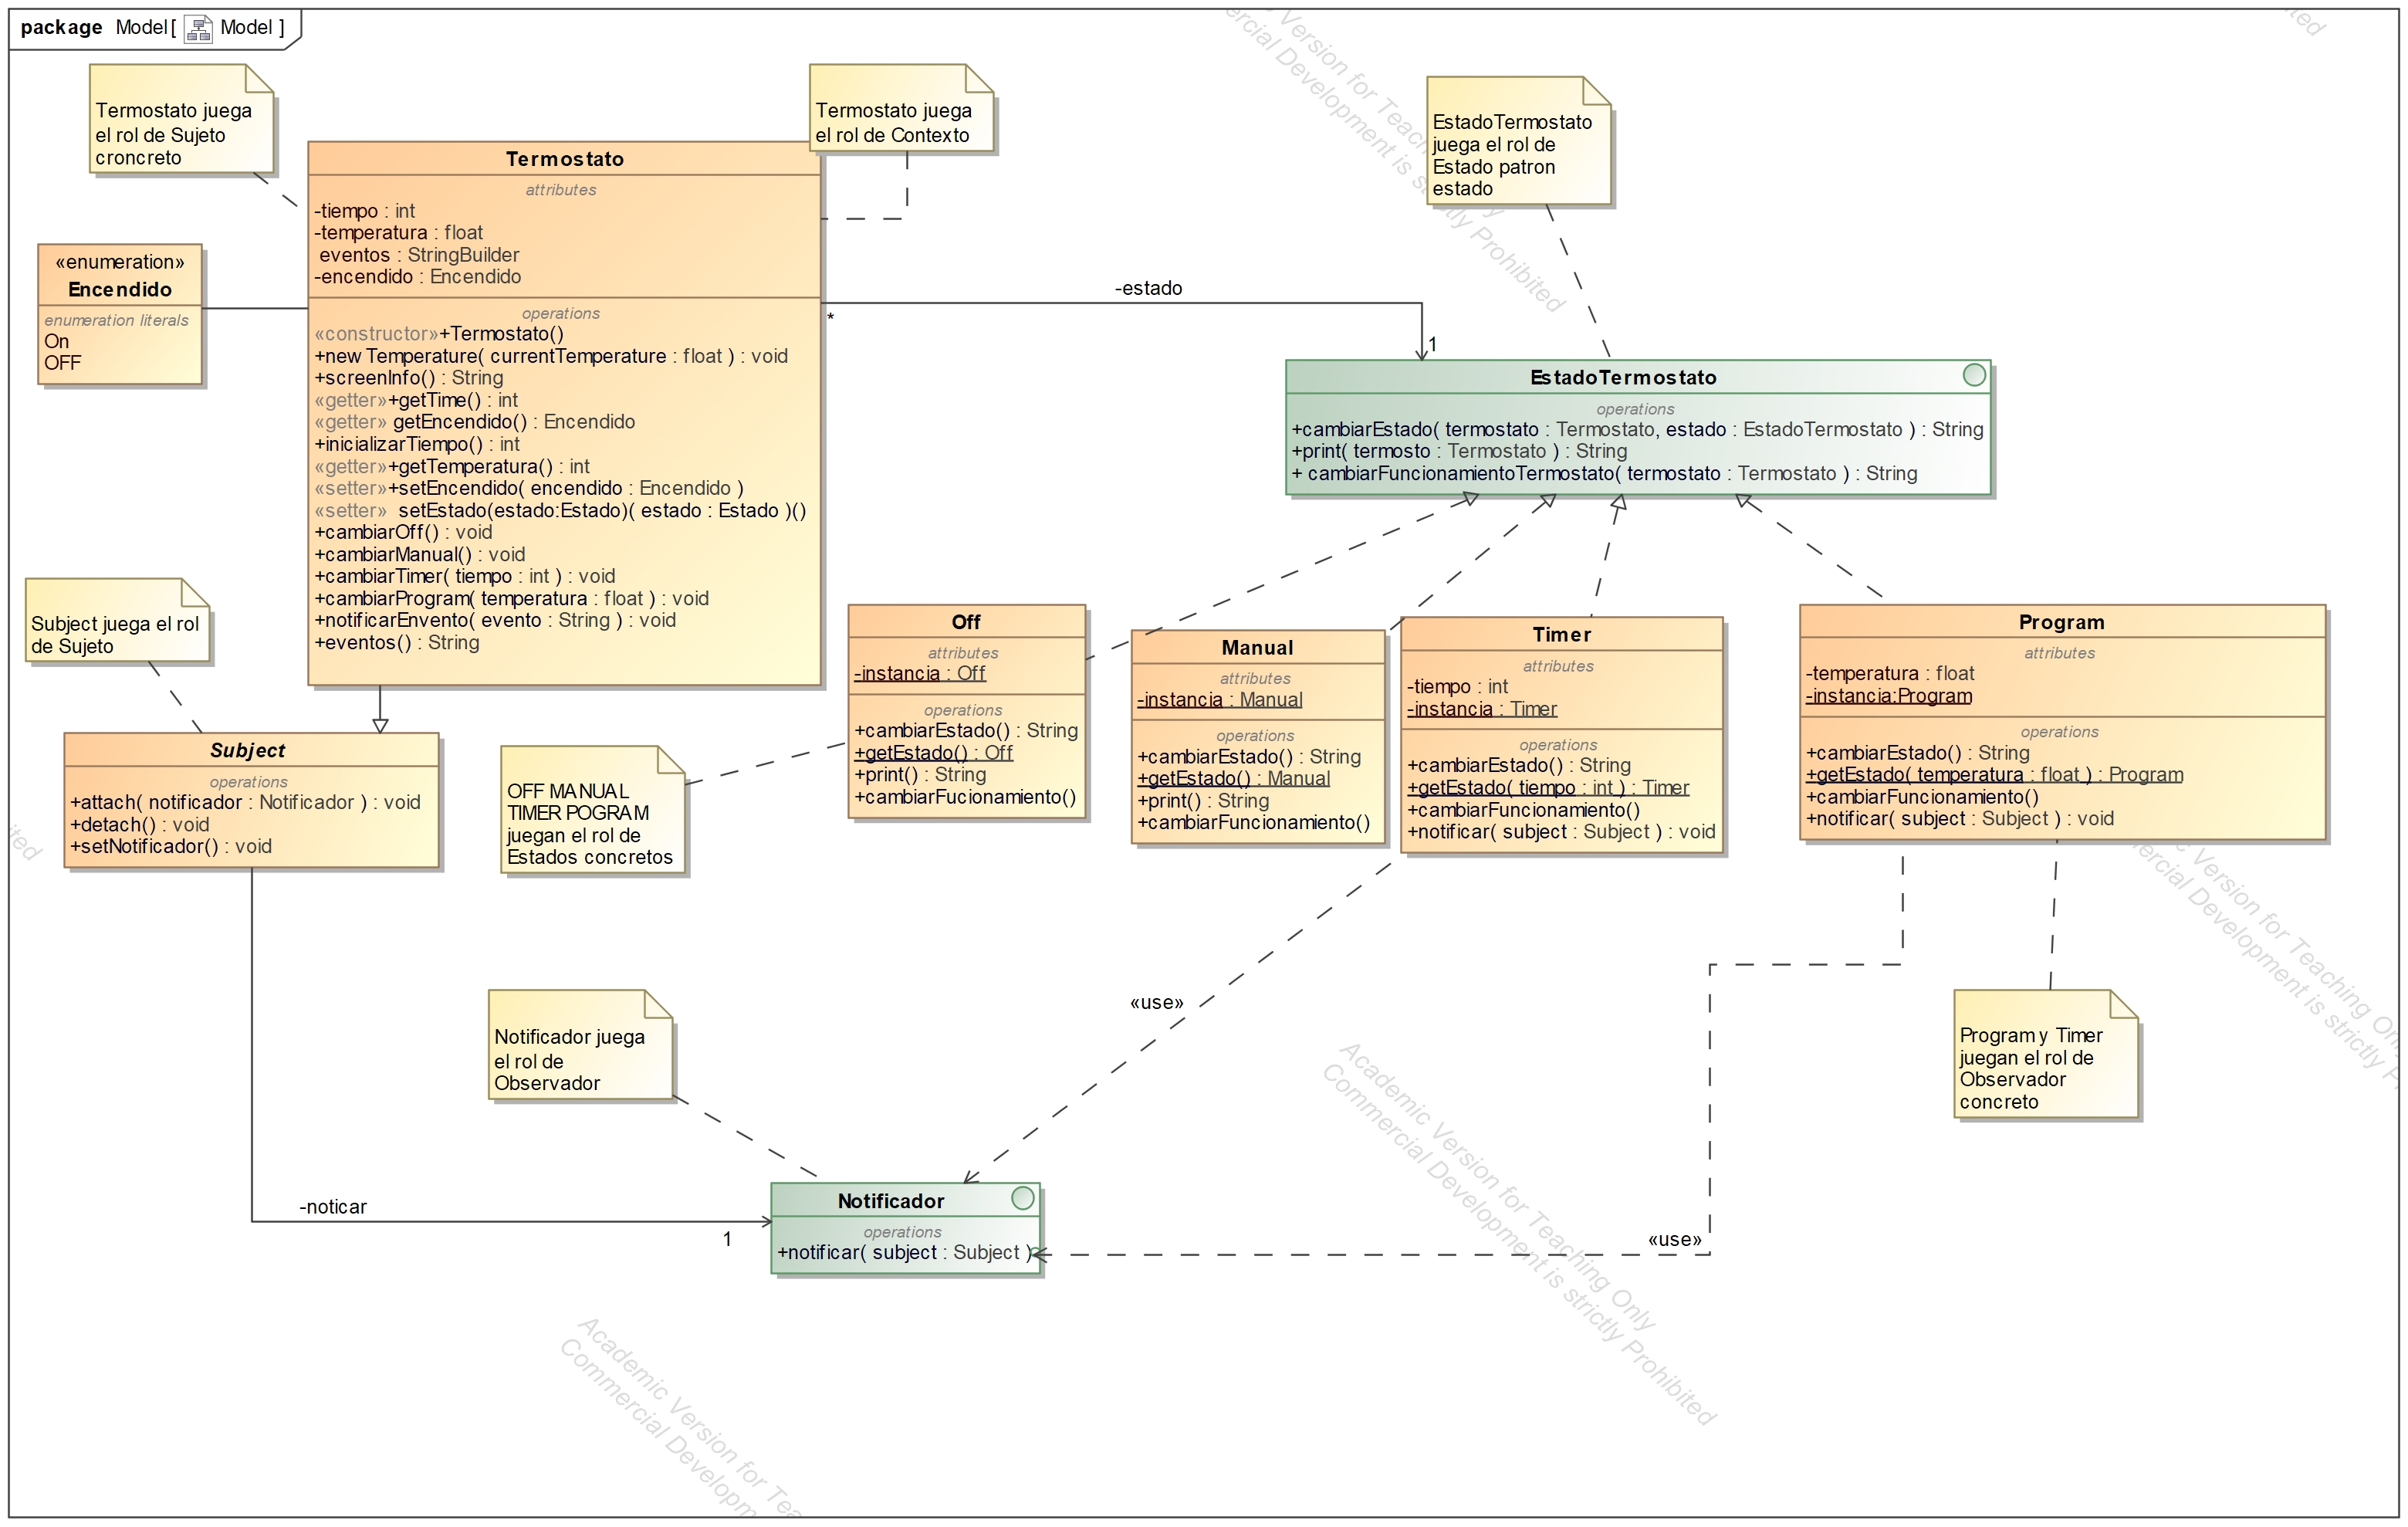 package Model[ Model ]
Termostato juega
el rol de Sujeto
croncreto
Termostato juega
el rol de Contexto
EstadoTermostato
juega el rol de
Estado patron
estado
«enumeration»
Encendido
enumeration literals
On
OFF
Termostato
attributes
-tiempo : int
-temperatura : float
eventos : StringBuilder
-encendido : Encendido
operations
«constructor»+Termostato()
+new Temperature( currentTemperature : float ) : void
+screenInfo() : String
«getter»+getTime() : int
«getter» getEncendido() : Encendido
+inicializarTiempo() : int
«getter»+getTemperatura() : int
«setter»+setEncendido( encendido : Encendido )
«setter» setEstado(estado:Estado)( estado : Estado )()
+cambiarOff() : void
+cambiarManual() : void
+cambiarTimer( tiempo : int ) : void
+cambiarProgram( temperatura : float ) : void
+notificarEnvento( evento : String ) : void
+eventos() : String
-estado
*
1
EstadoTermostato
operations
+cambiarEstado( termostato : Termostato, estado : EstadoTermostato ) : String
+print( termosto : Termostato ) : String
+ cambiarFuncionamientoTermostato( termostato : Termostato ) : String
Subject juega el rol
de Sujeto
Subject
operations
+attach( notificador : Notificador ) : void
+detach() : void
+setNotificador() : void
OFF MANUAL
TIMER POGRAM
juegan el rol de
Estados concretos
Off
attributes
-instancia : Off
operations
+cambiarEstado() : String
+getEstado() : Off
+print() : String
+cambiarFucionamiento()
Manual
attributes
-instancia : Manual
operations
+cambiarEstado() : String
+getEstado() : Manual
+print() : String
+cambiarFuncionamiento()
Timer
attributes
-tiempo : int
-instancia : Timer
operations
+cambiarEstado() : String
+getEstado( tiempo : int ) : Timer
+cambiarFuncionamiento()
+notificar( subject : Subject ) : void
Program
attributes
-temperatura : float
-instancia:Program
operations
+cambiarEstado() : String
+getEstado( temperatura : float ) : Program
+cambiarFuncionamiento()
+notificar( subject : Subject ) : void
Notificador juega
el rol de
Observador
«use»
Program y Timer
juegan el rol de
Observador
concreto
-noticar
1
Notificador
operations
+notificar( subject : Subject )
«use»
Academic Version for Teaching Only
Commercial Development is strictly Prohibited